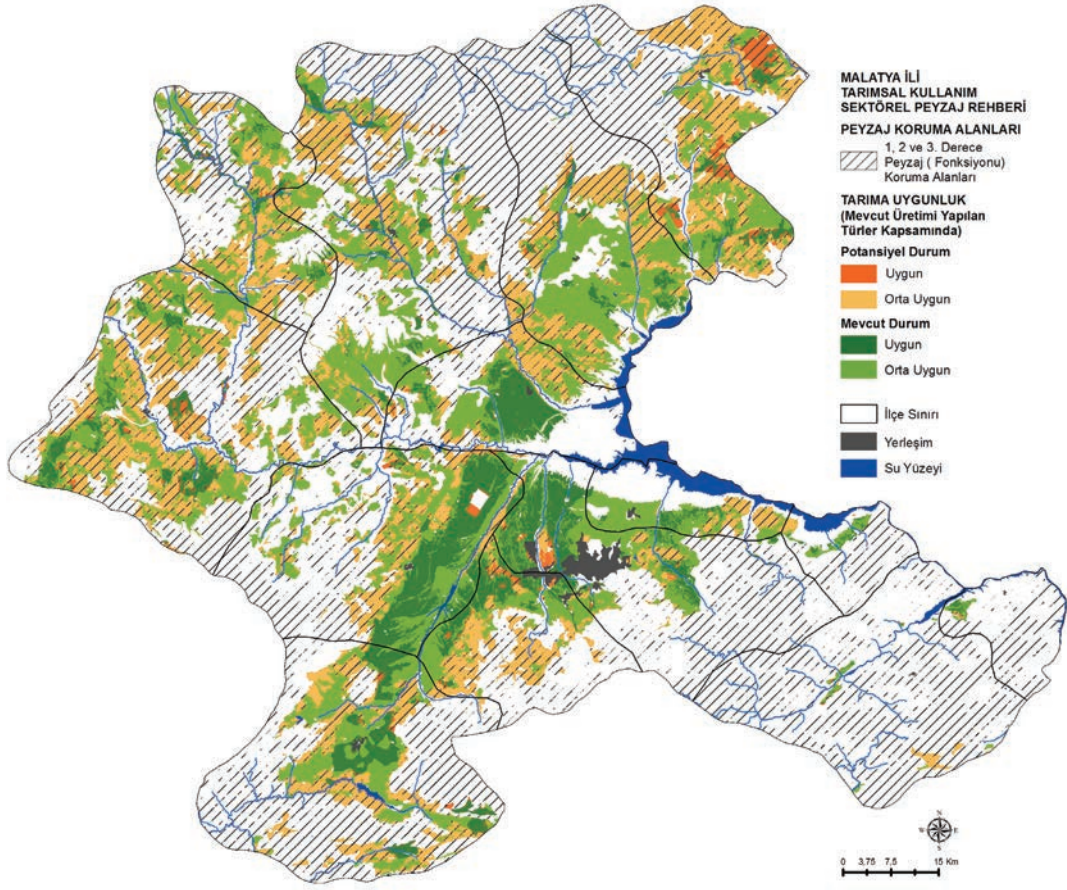 MALATYA İLİ
TARIMSAL KULLANIM
SEKTÖREL PEYZAJ REHBERİ
PEYZAJ KORUMA ALANLARI
1, 2 ve 3. Derece
Peyzaj ( Fonksiyonu)
Koruma Alanları
TARIMA UYGUNLUK
(Mevcut Üretimi Yapılan
Türler Kapsamında)
Potansiyel Durum
Uygun
Orta Uygun
Mevcut Durum
Uygun
Orta Uygun
İlçe Sınırı
Yerleşim
Su Yüzeyi
N
W E
S
0 3,75 7,5 15 Km